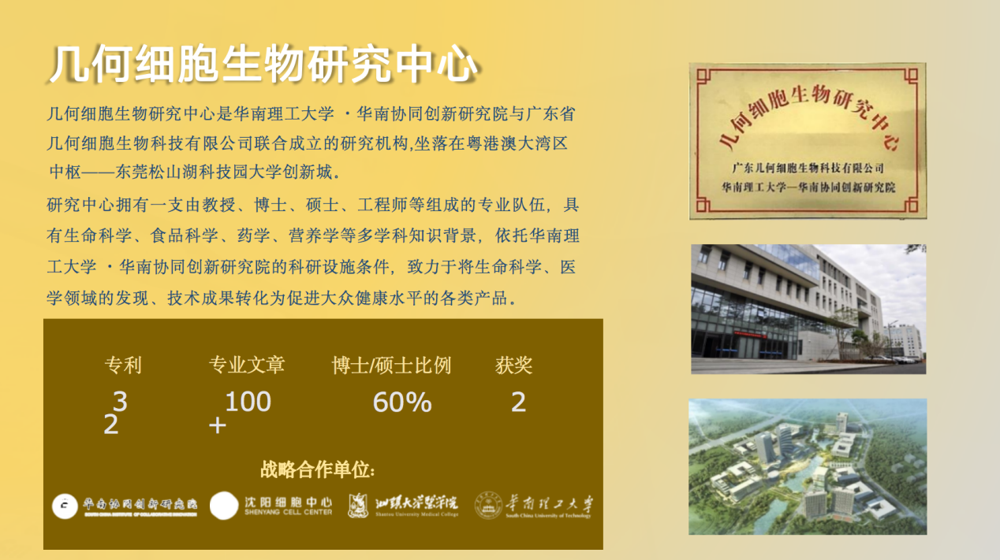 几何细胞生物研究中心
几何细胞生物研究中心是华南理工大学 ·华南协同创新研究院与广东省
几何细胞生物科技有限公司联合成立的研究机构,坐落在粤港澳大湾区
中枢——东莞松山湖科技园大学创新城。
研究中心拥有一支由教授、博士、硕士、工程师等组成的专业队伍，具
有生命科学、食品科学、药学、营养学等多学科知识背景，依托华南理
工大学 ·华南协同创新研究院的科研设施条件，致力于将生命科学、医
学领域的发现、技术成果转化为促进大众健康水平的各类产品。
专利 专业文章 博士/硕士比例 获奖
3 100 60% 2
2 +
战略合作单位:
华南协同创新研究院
沈阳细胞中心
SHENYANG CELL CENTER
汕头大学医学院
Shantou University Medical College
华南理工大学
South China University of Technology
几何细胞生物研究中心
广东几何细胞生物科技有限公司
华南理工大学—华南协同创新研究院